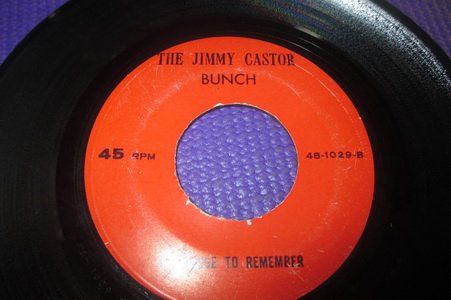 THE JIMMY CASTOR
BUNCH
45 RPM 48-1029-B
TO REMEMBER